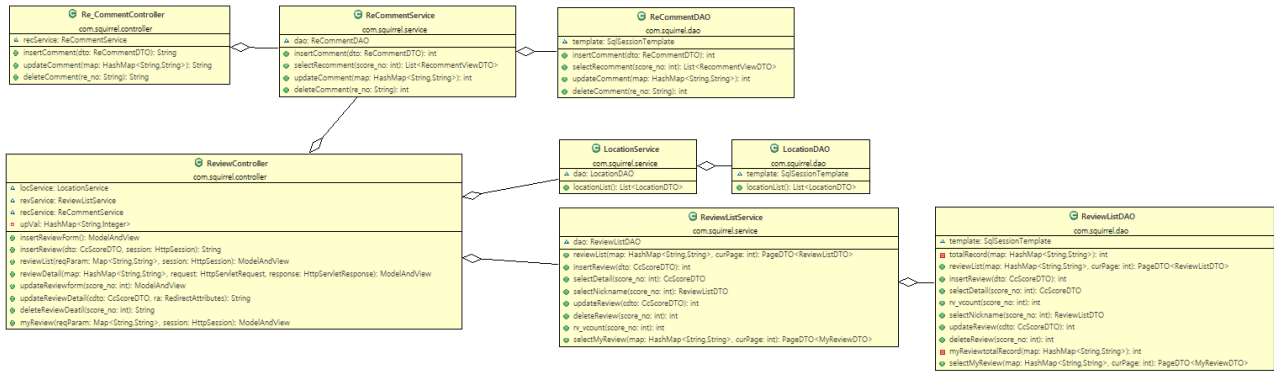 Re_CommentController
com.squirrel.controller
recService: ReCommentService
insertComment(dto: ReCommentDTO): String
updateComment(map: HashMap<String,String>): String
deleteComment(re_no: String): String
ReCommentService
com.squirrel.service
dao: ReCommentDAO
insertComment(dto: ReCommentDTO): int
selectRecomment(score_no: int): List<RecommentViewDTO>
updateComment(map: HashMap<String,String>): int
deleteComment(re_no: String): int
ReCommentDAO
com.squirrel.dao
template: SqlSessionTemplate
insertComment(dto: ReCommentDTO): int
selectRecomment(score_no: int): List<RecommentViewDTO>
updateComment(map: HashMap<String,String>): int
deleteComment(re_no: String): int
ReviewController
com.squirrel.controller
locService: LocationService
revService: ReviewListService
recService: ReCommentService
upVal: HashMap<String,Integer>
insertReviewForm(): ModelAndView
insertReview(dto: CcScoreDTO, session: HttpSession): String
reviewList(reqParam: Map<String,String>, session: HttpSession): ModelAndView
reviewDetail(map: HashMap<String,String>, request: HttpServletRequest, response: HttpServletResponse): ModelAndView
updateReviewform(score_no: int): ModelAndView
updateReviewDetail(cdto: CcScoreDTO, ra: RedirectAttributes): String
deleteReviewDeatil(score_no: int): String
myReview(reqParam: Map<String,String>, session: HttpSession): ModelAndView
LocationService
com.squirrel.service
dao: LocationDAO
locationList(): List<LocationDTO>
LocationDAO
com.squirrel.dao
template: SqlSessionTemplate
locationList(): List<LocationDTO>
ReviewListService
com.squirrel.service
dao: ReviewListDAO
reviewList(map: HashMap<String,String>, curPage: int): PageDTO<ReviewListDTO>
insertReview(dto: CcScoreDTO): int
selectDetail(score_no: int): CcScoreDTO
selectNickname(score_no: int): ReviewListDTO
updateReview(cdto: CcScoreDTO): int
deleteReview(score_no: int): int
rv_vcount(score_no: int): int
selectMyReview(map: HashMap<String,String>, curPage: int): PageDTO<MyReviewDTO>
ReviewListDAO
com.squirrel.dao
template: SqlSessionTemplate
totalRecord(map: HashMap<String,String>): int
reviewList(map: HashMap<String,String>, curPage: int): PageDTO<ReviewListDTO>
insertReview(dto: CcScoreDTO): int
selectDetail(score_no: int): CcScoreDTO
rv_vcount(score_no: int): int
selectNickname(score_no: int): ReviewListDTO
updateReview(cdto: CcScoreDTO): int
deleteReview(score_no: int): int
myReviewtotalRecord(map: HashMap<String,String>): int
selectMyReview(map: HashMap<String,String>, curPage: int): PageDTO<MyReviewDTO>